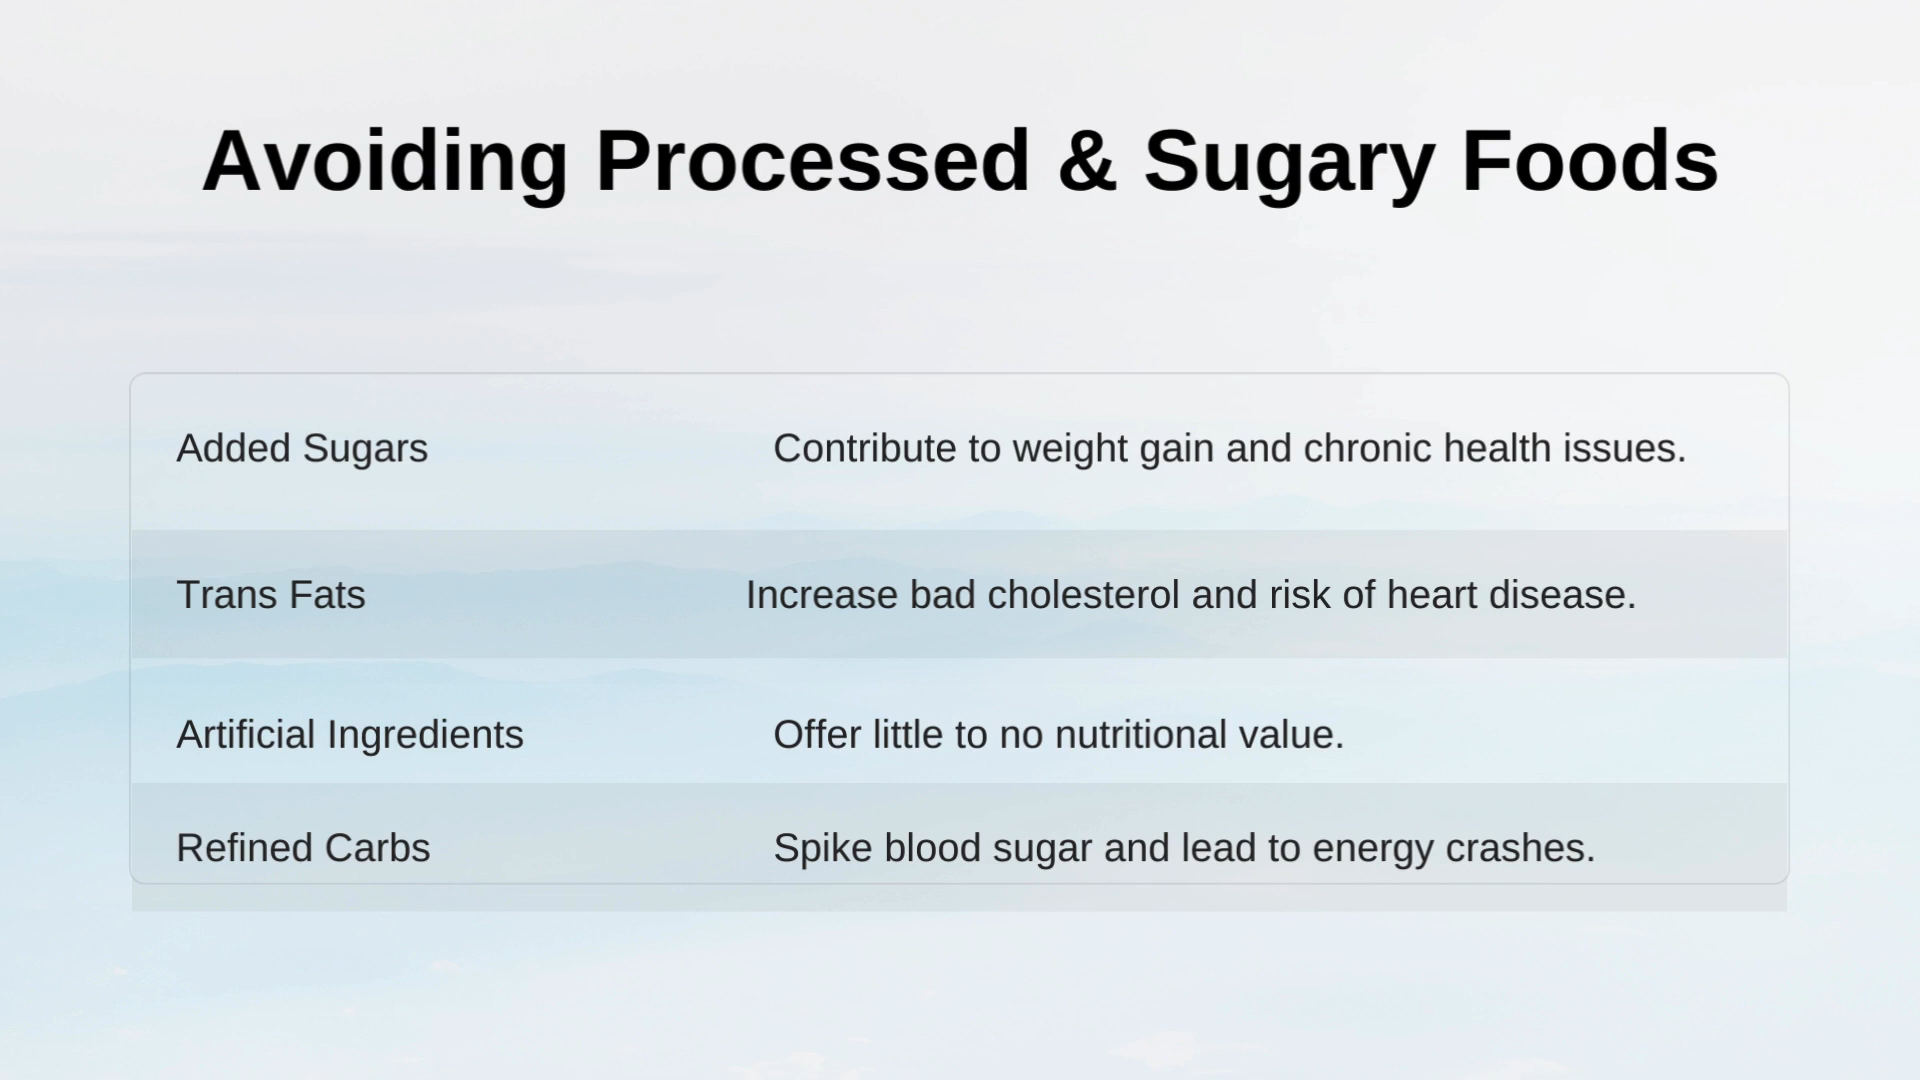 Avoiding Processed & Sugary Foods
Added Sugars Contribute to weight gain and chronic health issues.
Trans Fats Increase bad cholesterol and risk of heart disease.
Artificial Ingredients Offer little to no nutritional value.
Refined Carbs Spike blood sugar and lead to energy crashes.